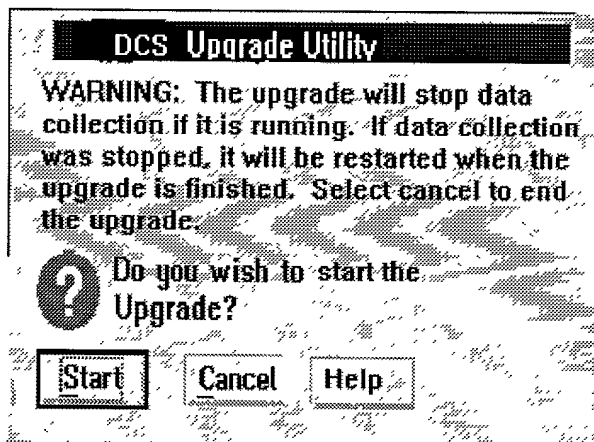 DCS Upgrade Utility
WARNING: The upgrade will stop data
collection if it is running. If data collection
was stopped, it will be restarted when the
upgrade is finished. Select cancel to end
the upgrade.
Do you wish to start the
Upgrade?
Start Cancel Help